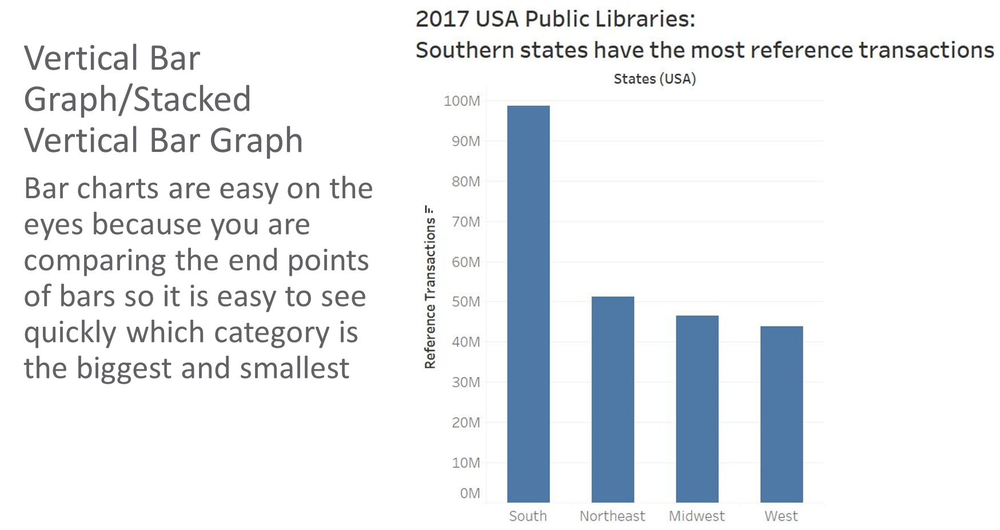 Vertical Bar
Graph/Stacked
Vertical Bar Graph
Bar charts are easy on the
eyes because you are
comparing the end points
of bars so it is easy to see
quickly which category is
the biggest and smallest
2017 USA Public Libraries:
Southern states have the most reference transactions
States (USA)
Reference Transactions
100M
90M
80M
70M
60M
50M
40M
30M
20M
10M
0M
South Northeast Midwest West